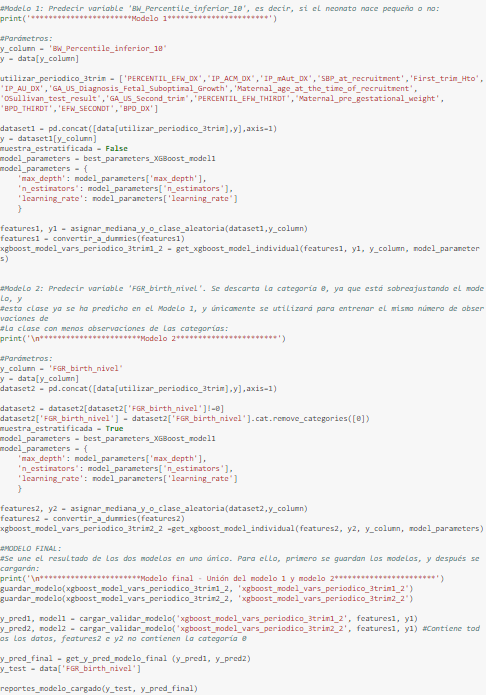 #Modelo 1: Predecir variable 'BW_Percentile_inferior_10', es decir, si el neonato nace pequeño o no:
print('***********************Modelo 1***********************')

#Parámetros:
y_column = 'BW_Percentile_inferior_10'
y = data[y_column]

utilizar_periodico_3trim = ['PERCENTIL_EFW_DX','IP_ACM_DX','IP_mAut_DX','SBP_at_recruitment','First_trim_Hto',
'IP_AU_DX','GA_US_Diagnosis_Fetal_Suboptimal_Growth','Maternal_age_at_the_time_of_recruitment',
'OSullivan_test_result','GA_US_Second_trim','PERCENTIL_EFW_THIRDT','Maternal_pre_gestational_weight',
'BPD_THIRDT','EFW_SECONDT','BPD_DX']

dataset1 = pd.concat([data[utilizar_periodico_3trim],y],axis=1)
y = dataset1[y_column]
muestra_estratificada = False
model_parameters = best_parameters_XGBoost_model1
model_parameters = {
    'max_depth': model_parameters['max_depth'],
    'n_estimators': model_parameters['n_estimators'],
    'learning_rate': model_parameters['learning_rate']
    }

features1, y1 = asignar_mediana_y_o_clase_aleatoria(dataset1,y_column)
features1 = convertir_a_dummies(features1)
xgboost_model_vars_periodico_3trim1_2 = get_xgboost_model_individual(features1, y1, y_column, model_parameter
s)

#Modelo 2: Predecir variable 'FGR_birth_nivel'. Se descarta la categoría 0, ya que está sobreajustando el mode
lo, y
#esta clase ya se ha predicho en el Modelo 1, y únicamente se utilizará para entrenar el mismo número de obser
vaciones de
#la clase con menos observaciones de las categorías:
print('\n***********************Modelo 2***********************')

#Parámetros:
y_column = 'FGR_birth_nivel'
y = data[y_column]
dataset2 = pd.concat([data[utilizar_periodico_3trim],y],axis=1)

dataset2 = dataset2[dataset2['FGR_birth_nivel']!=0]
dataset2['FGR_birth_nivel'] = dataset2['FGR_birth_nivel'].cat.remove_categories([0])
muestra_estratificada = True
model_parameters = best_parameters_XGBoost_model1
model_parameters = {
    'max_depth': model_parameters['max_depth'],
    'n_estimators': model_parameters['n_estimators'],
    'learning_rate': model_parameters['learning_rate']
    }

features2, y2 = asignar_mediana_y_o_clase_aleatoria(dataset2,y_column)
features2 = convertir_a_dummies(features2)
xgboost_model_vars_periodico_3trim2_2 =get_xgboost_model_individual(features2, y2, y_column, model_parameters)

#MODELO FINAL:
#Se une el resultado de los dos modelos en uno único. Para ello, primero se guardan los modelos, y después se
cargarán:
print('\n***********************Modelo final - Unión del modelo 1 y modelo 2***********************')
guardar_modelo(xgboost_model_vars_periodico_3trim1_2, 'xgboost_model_vars_periodico_3trim1_2')
guardar_modelo(xgboost_model_vars_periodico_3trim2_2, 'xgboost_model_vars_periodico_3trim2_2')

y_pred1, model1 = cargar_validar_modelo('xgboost_model_vars_periodico_3trim1_2', features1, y1)
y_pred2, model2 = cargar_validar_modelo('xgboost_model_vars_periodico_3trim2_2', features1, y1) #Contiene tod
os los datos, features2 e y2 no contienen la categoría 0

y_pred_final = get_y_pred_modelo_final (y_pred1, y_pred2)
y_test = data['FGR_birth_nivel']

reportes_modelo_cargado(y_test, y_pred_final)